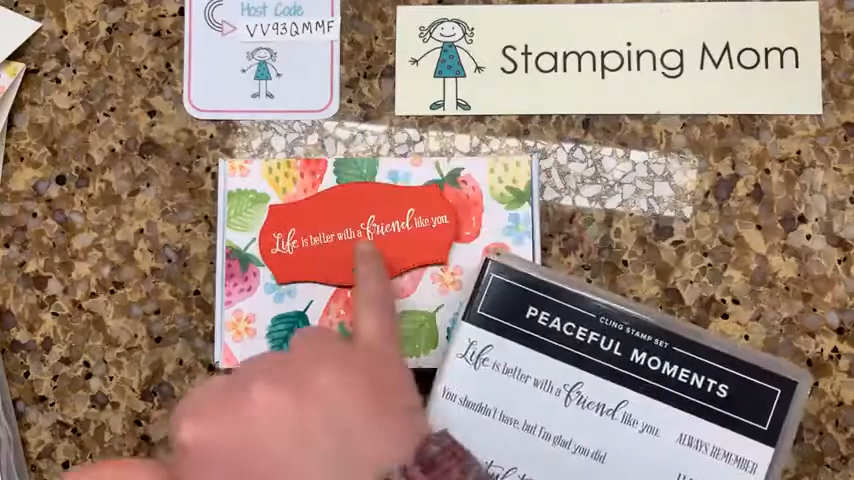 Host Code
VV93QMMF
Stamping Mom
Life is better with a friend like you.
CLING STAMP SET
PEACEFUL MOMENTS
Life is better with a friend like you.
You shouldn't have, but I'm glad you did.
ALWAYS REMEMBER